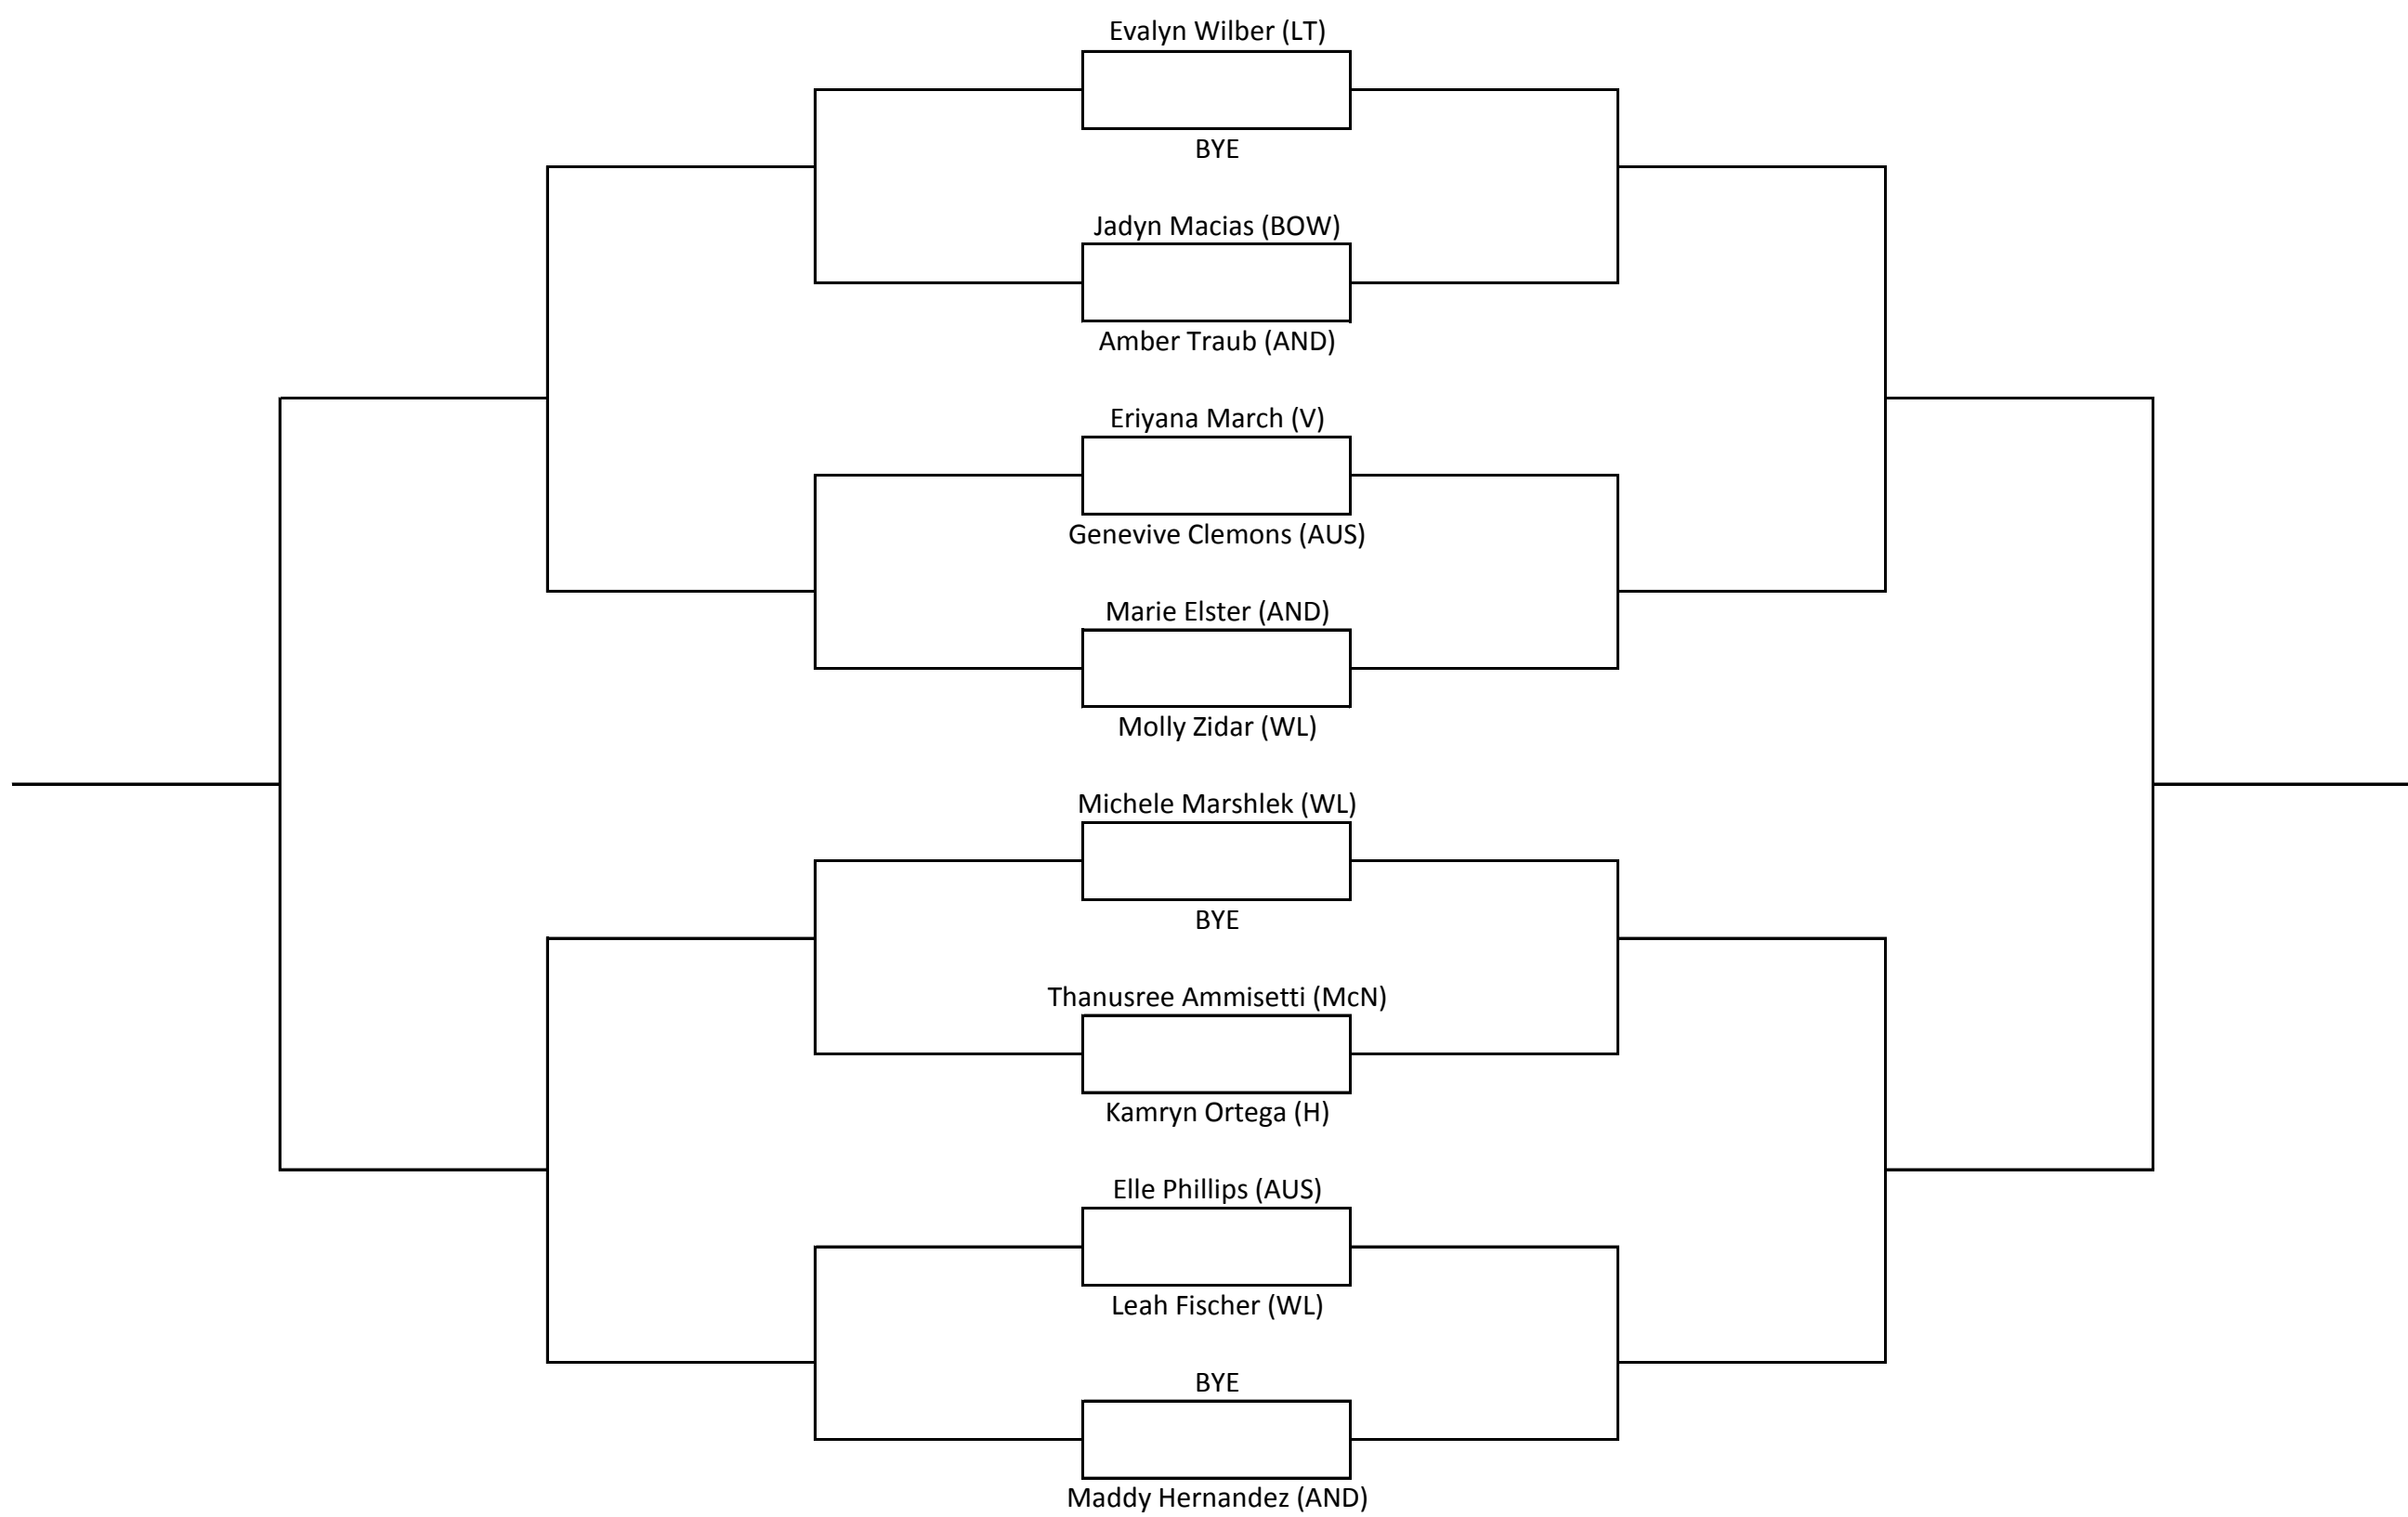 Evalyn Wilber (LT)
BYE
Jadyn Macias (BOW)
Amber Traub (AND)
Eriyana March (V)
Genevive Clemons (AUS)
Marie Elster (AND)
Molly Zidar (WL)
Michele Marshlek (WL)
BYE
Thanusree Ammisetti (McN)
Kamryn Ortega (H)
Elle Phillips (AUS)
Leah Fischer (WL)
BYE
Maddy Hernandez (AND)